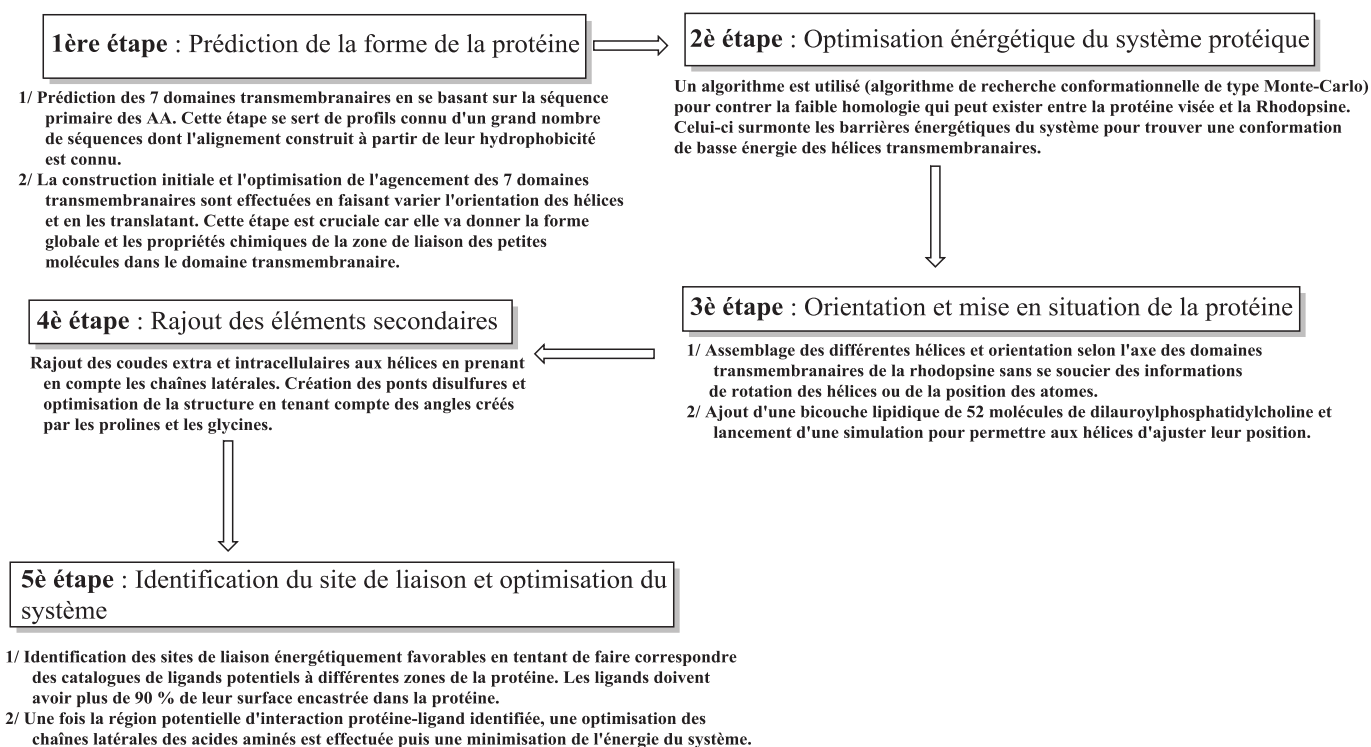 1ère étape : Prédiction de la forme de la protéine
1/ Prédiction des 7 domaines transmembranaires en se basant sur la séquence
primaire des AA. Cette étape se sert de profils connu d'un grand nombre
de séquences dont l'alignement construit à partir de leur hydrophobicité
est connu.
2/ La construction initiale et l'optimisation de l'agencement des 7 domaines
transmembranaires sont effectuées en faisant varier l'orientation des hélices
et en les translatant. Cette étape est cruciale car elle va donner la forme
globale et les propriétés chimiques de la zone de liaison des petites
molécules dans le domaine transmembranaire.
2è étape : Optimisation énérgétique du système protéique
Un algorithme est utilisé (algorithme de recherche conformationnelle de type Monte-Carlo)
pour contrer la faible homologie qui peut exister entre la protéine visée et la Rhodopsine.
Celui-ci surmonte les barrières énergétiques du système pour trouver une conformation
de basse énergie des hélices transmembranaires.
3è étape : Orientation et mise en situation de la protéine
1/ Assemblage des différentes hélices et orientation selon l'axe des domaines
transmembranaires de la rhodopsine sans se soucier des informations
de rotation des hélices ou de la position des atomes.
2/ Ajout d'une bicouche lipidique de 52 molécules de dilauroylphosphatidylcholine et
lancement d'une simulation pour permettre aux hélices d'ajuster leur position.
4è étape : Rajout des éléments secondaires
Rajout des coudes extra et intracellulaires aux hélices en prenant
en compte les chaînes latérales. Création des ponts disulfures et
optimisation de la structure en tenant compte des angles créés
par les prolines et les glycines.
5è étape : Identification du site de liaison et optimisation du
système
1/ Identification des sites de liaison énergétiquement favorables en tentant de faire correspondre
des catalogues de ligands potentiels à différentes zones de la protéine. Les ligands doivent
avoir plus de 90 % de leur surface encastrée dans la protéine.
2/ Une fois la région potentielle d'interaction protéine-ligand identifiée, une optimisation des
chaînes latérales des acides aminés est effectuée puis une minimisation de l'énergie du système.